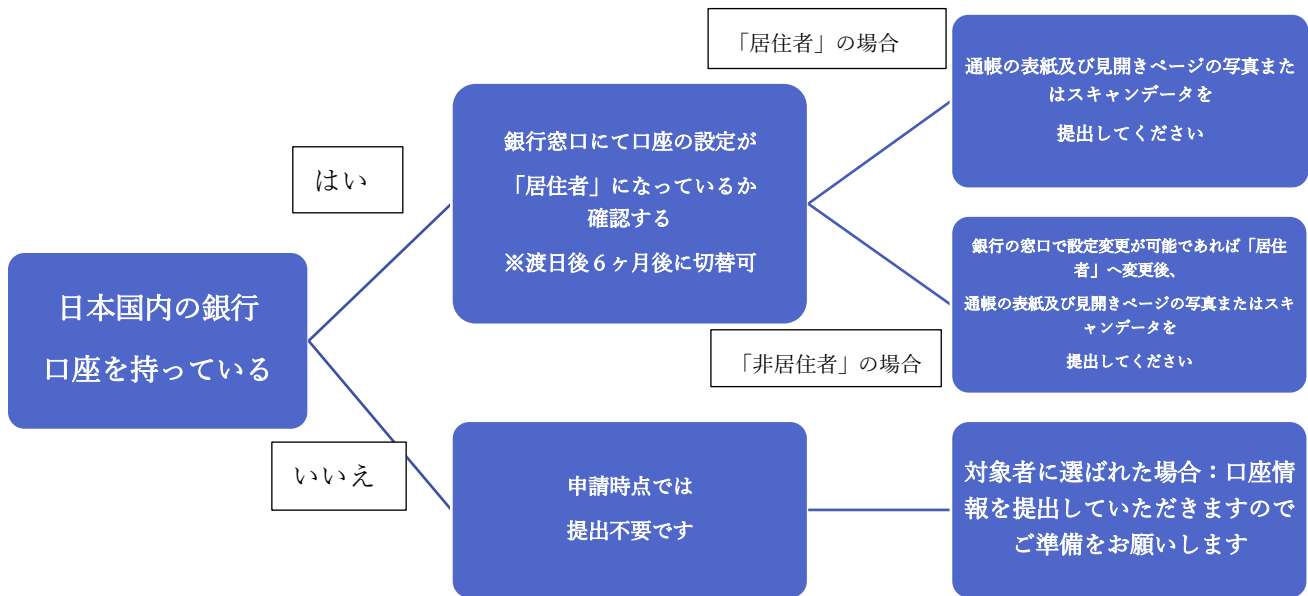 日本国内の銀行
口座を持っている
はい
銀行窓口にて口座の設定が
「居住者」になっているか
確認する
※渡日後６ヶ月後に切替可
「居住者」の場合
通帳の表紙及び見開きページの写真また
はスキャンデータを
提出してください
「非居住者」の場合
銀行の窓口で設定変更が可能であれば「居住
者」へ変更後、
通帳の表紙及び見開きページの写真またはスキ
ャンデータを
提出してください
いいえ
申請時点では
提出不要です
対象者に選ばれた場合：口座情
報を提出していただきますので
ご準備をお願いします